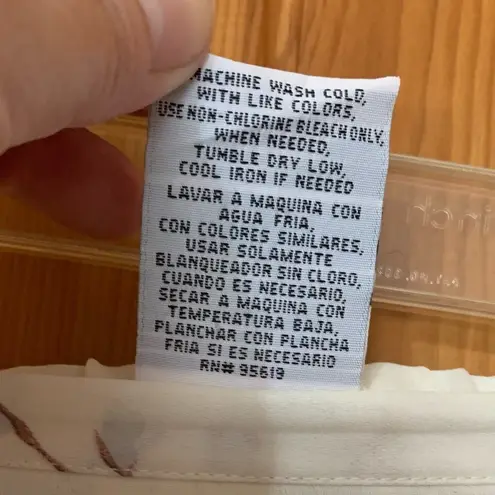 MACHINE WASH COLD,
WITH LIKE COLORS,
USE NON-CHLORINE BLEACH ONLY,
WHEN NEEDED,
TUMBLE DRY LOW,
COOL IRON IF NEEDED
LAVAR A MAQUINA CON
AGUA FRIA,
CON COLORES SIMILARES,
USAR SOLAMENTE
BLANQUEADOR SIN CLORO,
CUANDO ES NECESARIO,
SECAR A MAQUINA CON
TEMPERATURA BAJA,
PLANCHAR CON PLANCHA
FRIA SI ES NECESARIO
RN# 95619